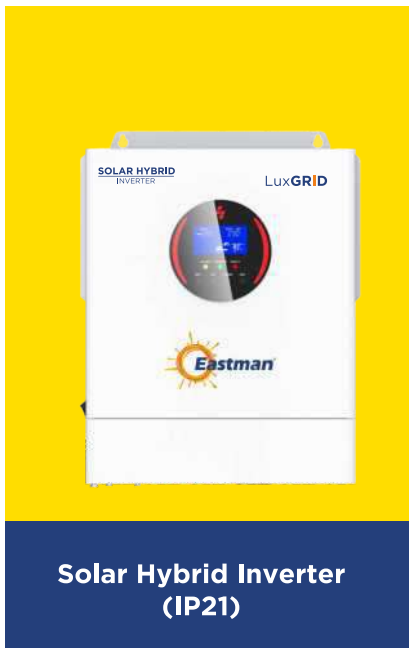 SOLAR HYBRID
INVERTER
LuxGRID
Eastman
Solar Hybrid Inverter
(IP21)